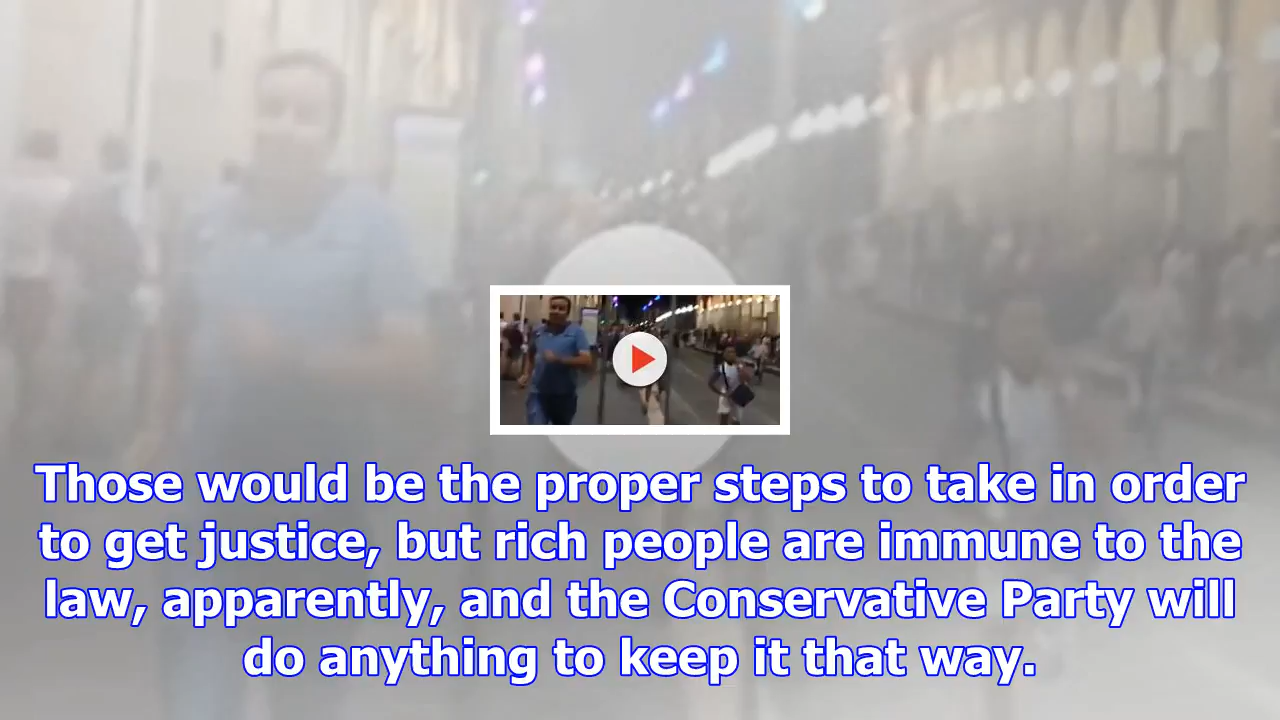 Those would be the proper steps to take in order
to get justice, but rich people are immune to the
law, apparently, and the Conservative Party will
do anything to keep it that way.